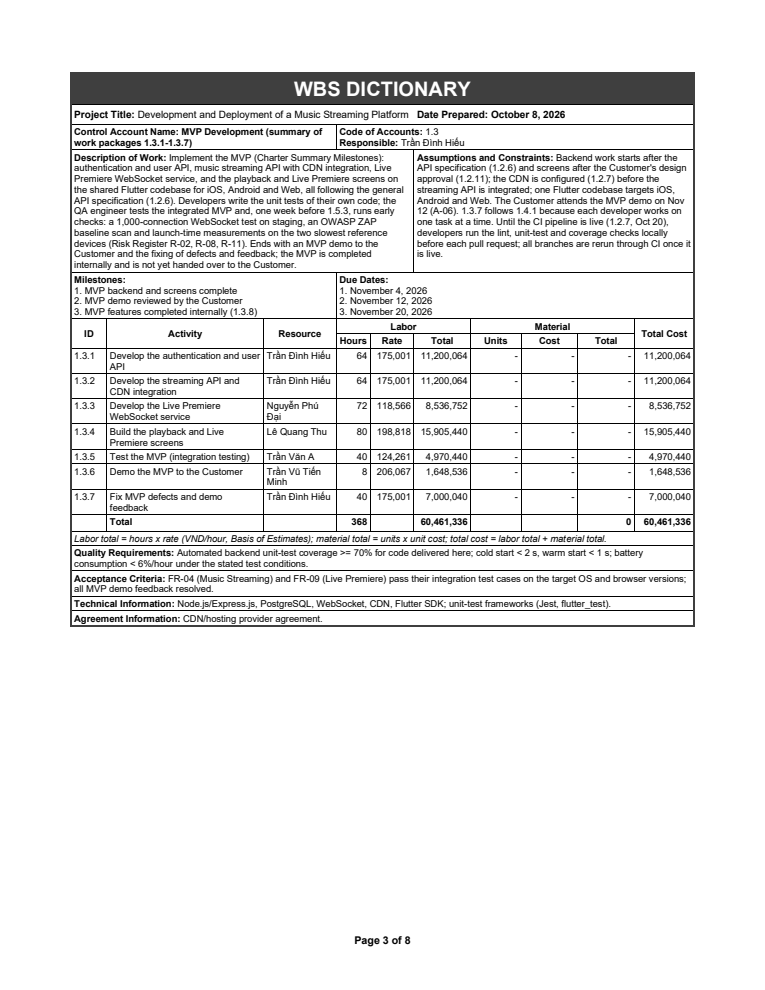 WBS DICTIONARY
Project Title: Development and Deployment of a Music Streaming Platform Date Prepared: October 8, 2026
Control Account Name: MVP Development (summary of
work packages 1.3.1-1.3.7)
Code of Accounts: 1.3
Responsible: Trần Đình Hiếu
Description of Work: Implement the MVP (Charter Summary Milestones):
authentication and user API, music streaming API with CDN integration, Live
Premiere WebSocket service, and the playback and Live Premiere screens on
the shared Flutter codebase for iOS, Android and Web, all following the general
API specification (1.2.6). Developers write the unit tests of their own code; the
QA engineer tests the integrated MVP and, one week before 1.5.3, runs early
checks: a 1,000-connection WebSocket test on staging, an OWASP ZAP
baseline scan and launch-time measurements on the two slowest reference
devices (Risk Register R-02, R-08, R-11). Ends with an MVP demo to the
Customer and the fixing of defects and feedback; the MVP is completed
internally and is not yet handed over to the Customer.
Assumptions and Constraints: Backend work starts after the
API specification (1.2.6) and screens after the Customer's design
approval (1.2.11); the CDN is configured (1.2.7) before the
streaming API is integrated; one Flutter codebase targets iOS,
Android and Web. The Customer attends the MVP demo on Nov
12 (A-06). 1.3.7 follows 1.4.1 because each developer works on
one task at a time. Until the CI pipeline is live (1.2.7, Oct 20),
developers run the lint, unit-test and coverage checks locally
before each pull request; all branches are rerun through CI once it
is live.
Milestones:
1. MVP backend and screens complete
2. MVP demo reviewed by the Customer
3. MVP features completed internally (1.3.8)
Due Dates:
1. November 4, 2026
2. November 12, 2026
3. November 20, 2026
ID Activity Resource Labor Material Total Cost
Hours Rate Total Units Cost Total
1.3.1 Develop the authentication and user Trần Đình Hiếu 64 175,001 11,200,064 - - - 11,200,064
API
1.3.2 Develop the streaming API and Trần Đình Hiếu 64 175,001 11,200,064 - - - 11,200,064
CDN integration
1.3.3 Develop the Live Premiere Nguyễn Phú 72 118,566 8,536,752 - - - 8,536,752
WebSocket service Đại
1.3.4 Build the playback and Live Lê Quang Thu 80 198,818 15,905,440 - - - 15,905,440
Premiere screens
1.3.5 Test the MVP (integration testing) Trần Văn A 40 124,261 4,970,440 - - - 4,970,440
1.3.6 Demo the MVP to the Customer Trần Vũ Tiến 8 206,067 1,648,536 - - - 1,648,536
Minh
1.3.7 Fix MVP defects and demo Trần Đình Hiếu 40 175,001 7,000,040 - - - 7,000,040
feedback
Total 368 60,461,336 0 60,461,336
Labor total = hours x rate (VND/hour, Basis of Estimates); material total = units x unit cost; total cost = labor total + material total.
Quality Requirements: Automated backend unit-test coverage >= 70% for code delivered here; cold start < 2 s, warm start < 1 s; battery
consumption < 6%/hour under the stated test conditions.
Acceptance Criteria: FR-04 (Music Streaming) and FR-09 (Live Premiere) pass their integration test cases on the target OS and browser versions;
all MVP demo feedback resolved.
Technical Information: Node.js/Express.js, PostgreSQL, WebSocket, CDN, Flutter SDK; unit-test frameworks (Jest, flutter_test).
Agreement Information: CDN/hosting provider agreement.
Page 3 of 8